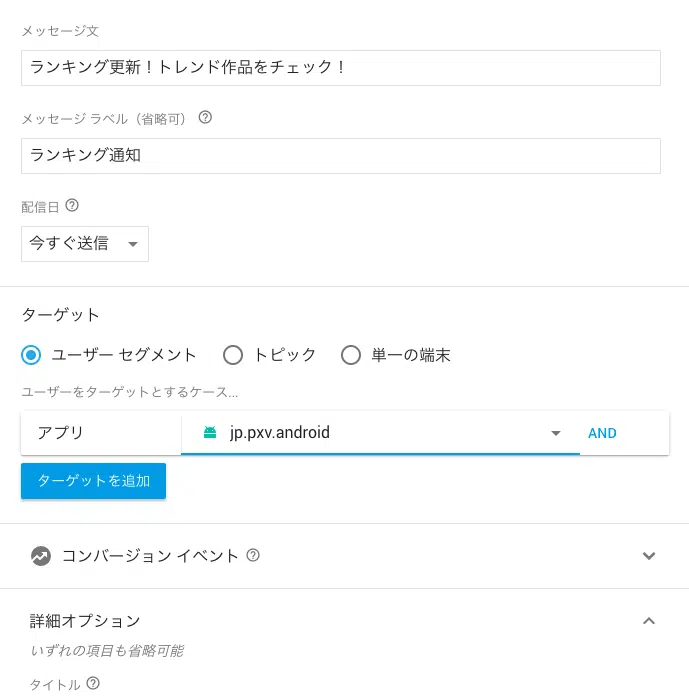 メッセージ文
ランキング更新！トレンド作品をチェック！
メッセージ ラベル（省略可）
ランキング通知
配信日
今すぐ送信
ターゲット
ユーザー セグメント トピック 単一の端末
ユーザーをターゲットとするケース...
アプリ jp.pxv.android AND
ターゲットを追加
コンバージョン イベント
詳細オプション
いずれの項目も省略可能
タイトル